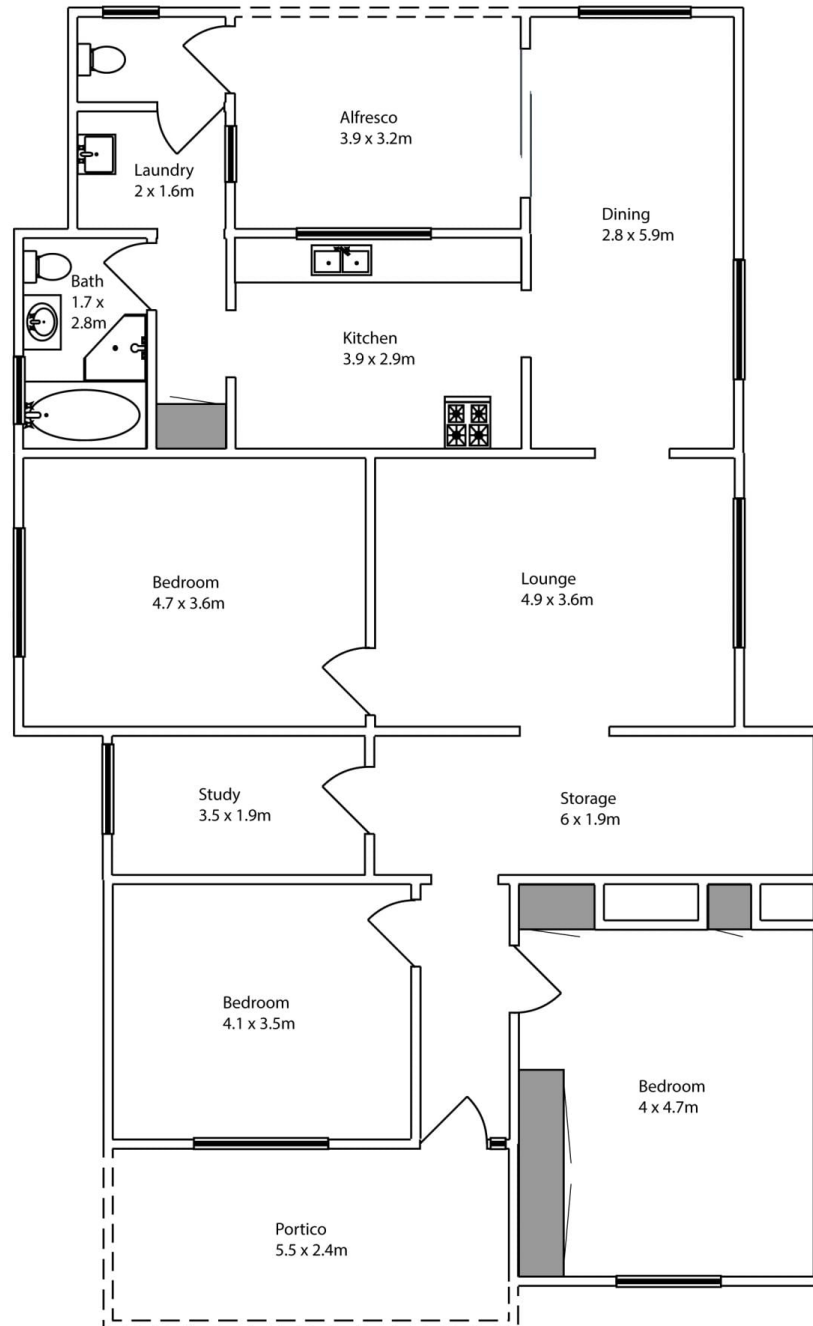 Alfresco
3.9 x 3.2m
Laundry
2 x 1.6m
Dining
2.8 x 5.9m
Bath
1.7 x
2.8m
Kitchen
3.9 x 2.9m
Bedroom
4.7 x 3.6m
Lounge
4.9 x 3.6m
Study
3.5 x 1.9m
Storage
6 x 1.9m
Bedroom
4.1 x 3.5m
Bedroom
4 x 4.7m
Portico
5.5 x 2.4m